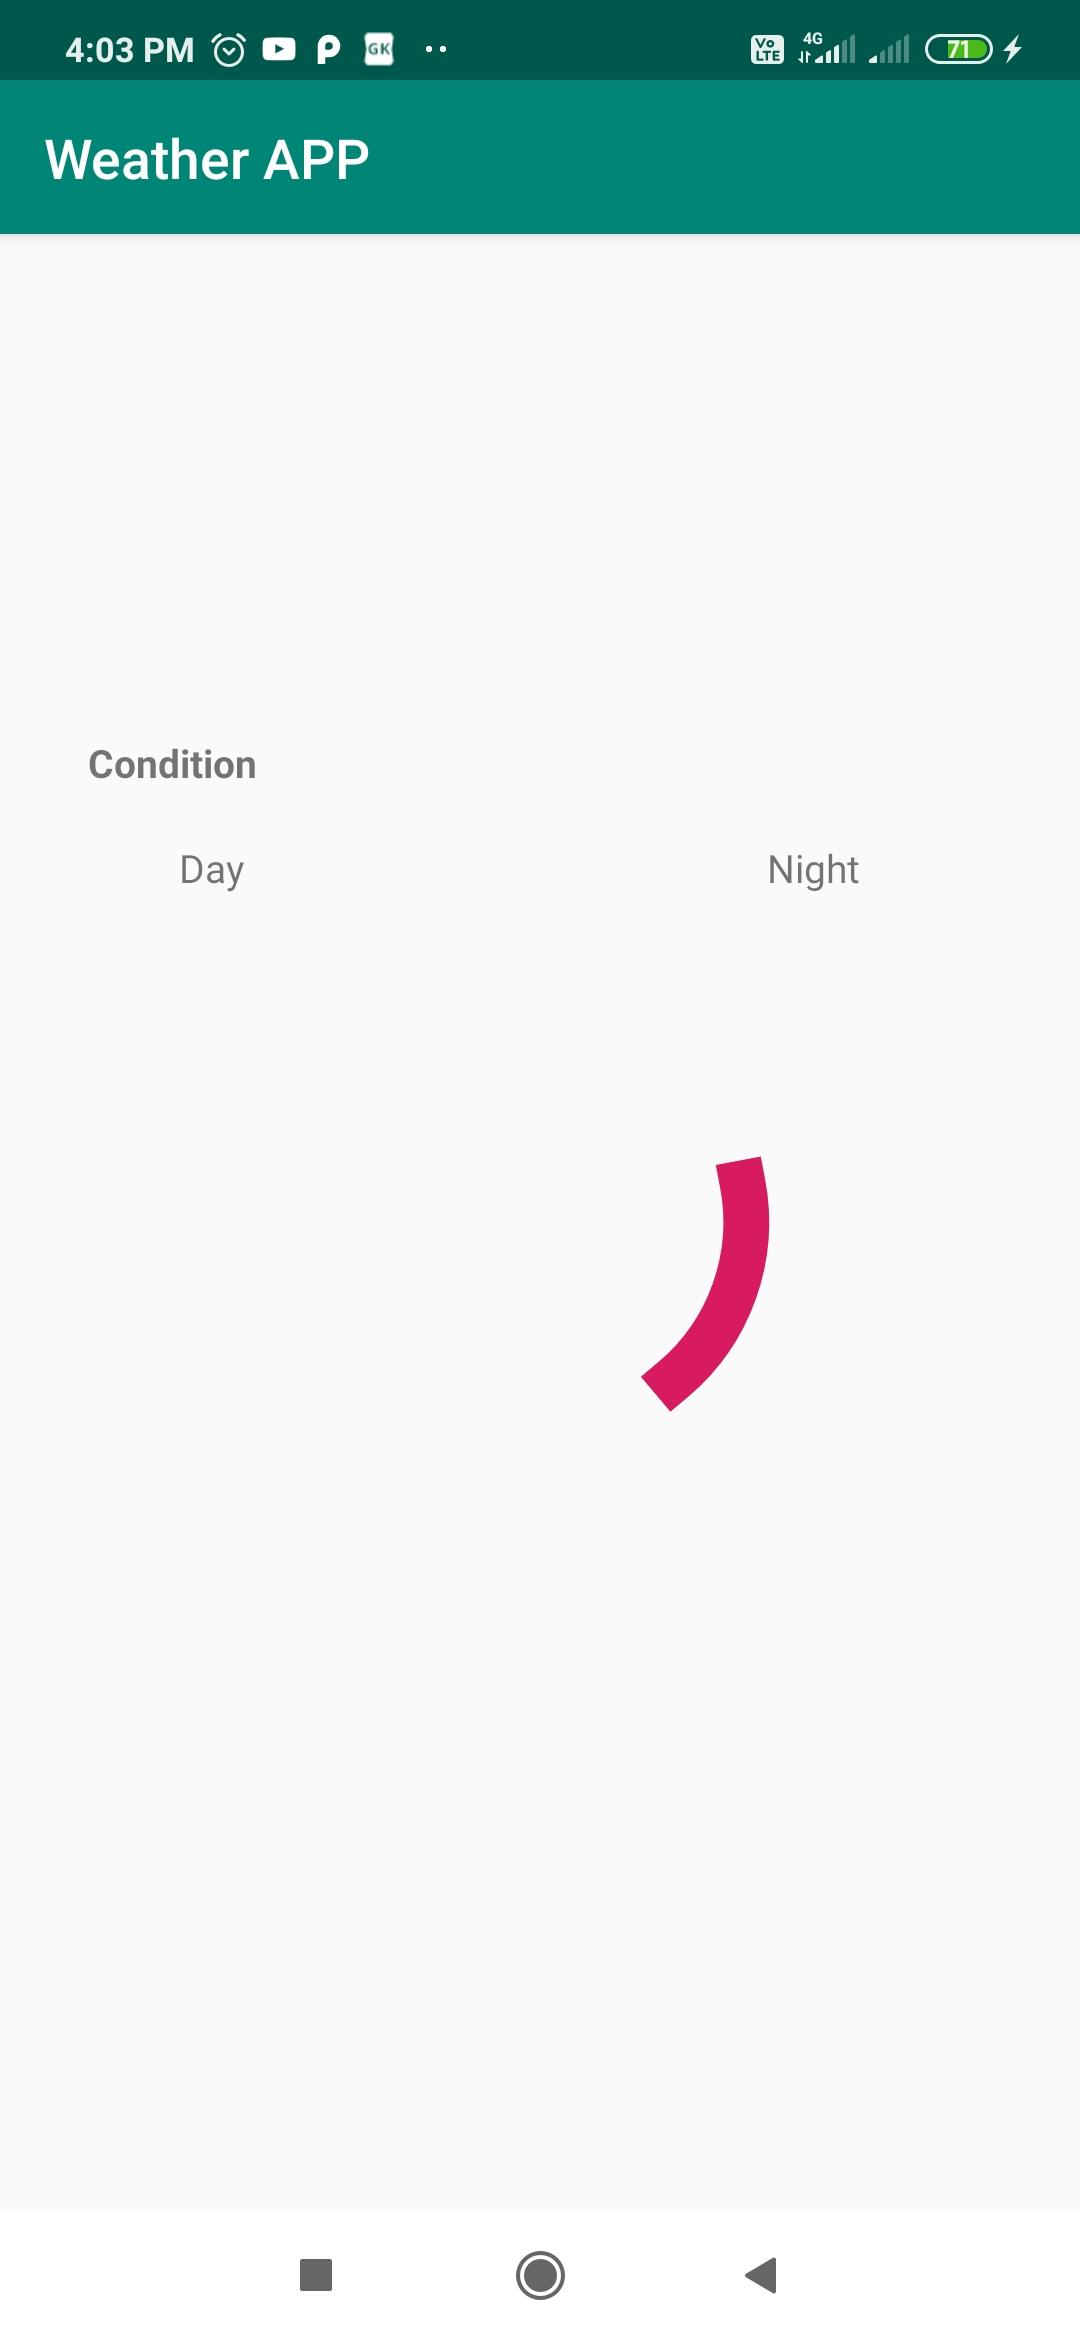 4:03 PM GK Vo LTE 4G 71
Weather APP
Condition
Day Night